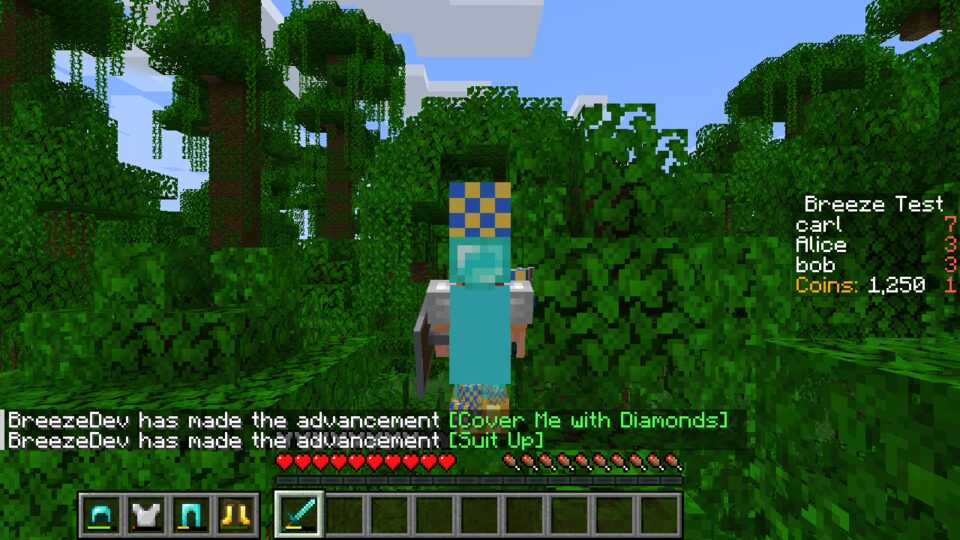 Breeze Test
carl 7
Alice 3
bob 3
Coins: 1,250 1
BreezeDev has made the advancement [Cover Me with Diamonds]
BreezeDev has made the advancement [Suit Up]